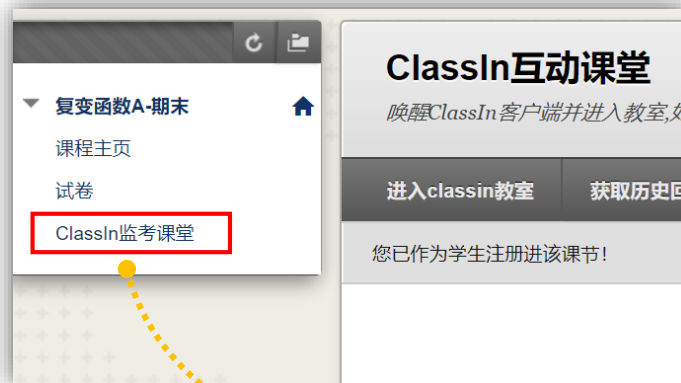 复变函数A-期末
课程主页
试卷
ClassIn监考课堂
ClassIn互动课堂
唤醒ClassIn客户端并进入教室,如
进入classin教室
获取历史回
您已作为学生注册进该课节!